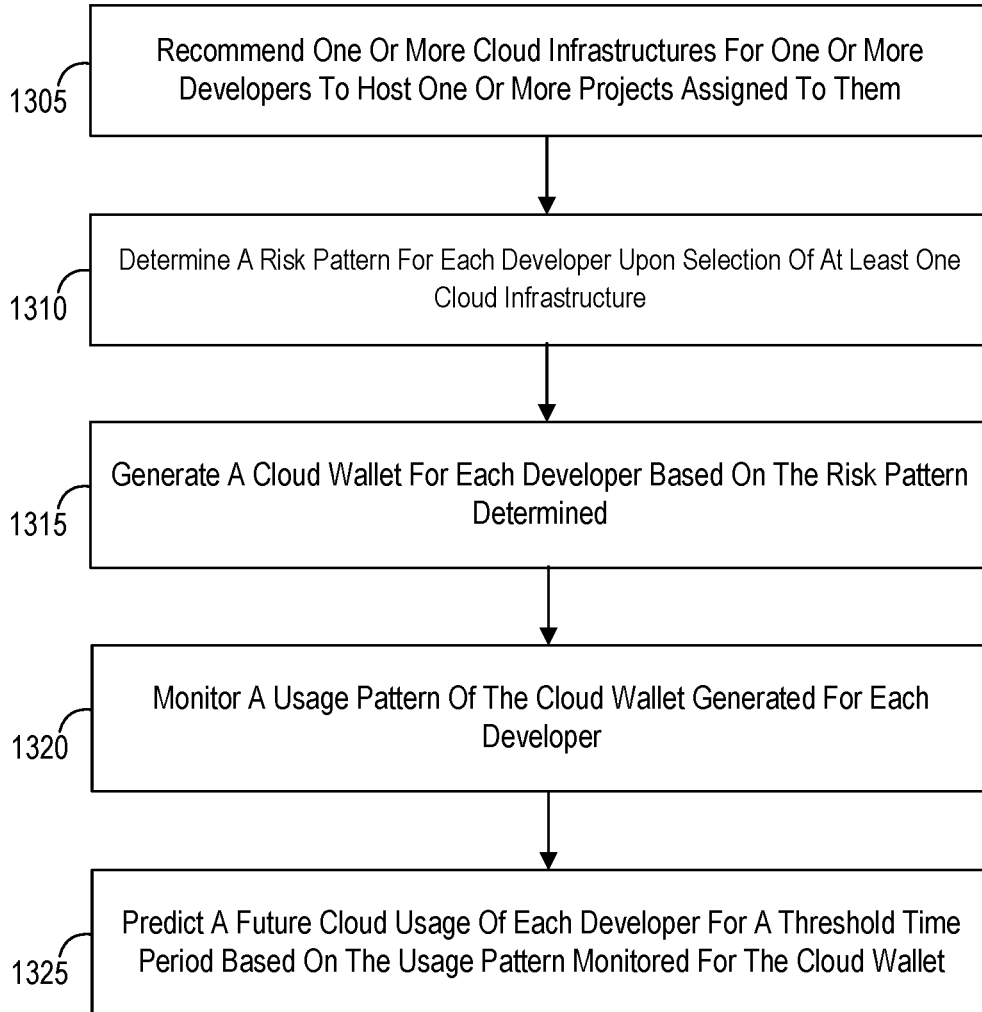 Recommend One Or More Cloud Infrastructures For One Or More
Developers To Host One Or More Projects Assigned To Them
1305
Determine A Risk Pattern For Each Developer Upon Selection Of At Least One
Cloud Infrastructure
1310
Generate A Cloud Wallet For Each Developer Based On The Risk Pattern
Determined
1315
Monitor A Usage Pattern Of The Cloud Wallet Generated For Each
Developer
1320
Predict A Future Cloud Usage Of Each Developer For A Threshold Time
Period Based On The Usage Pattern Monitored For The Cloud Wallet
1325